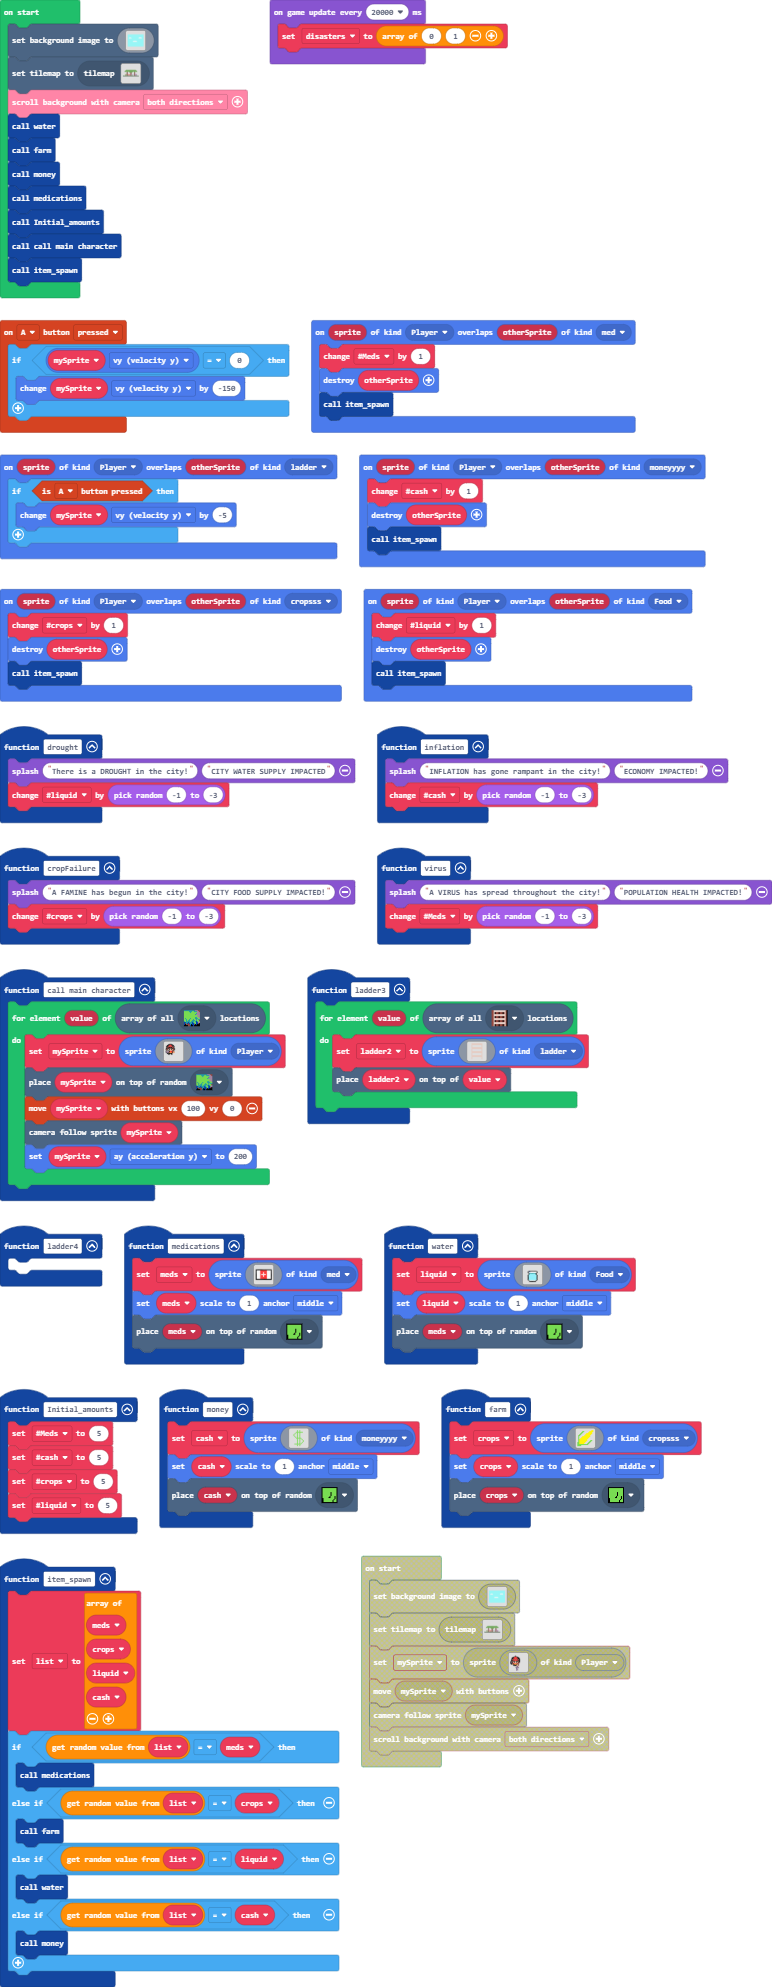 on start
set background image to
set tilemap to tilemap
scroll background with camera both directions
call water
call farm
call money
call medications
call Initial_amounts
call call main character
call item_spawn
on game update every 20000 ms
set disasters to array of 0 1
on A button pressed
if mySprite vy (velocity y) = 0 then
change mySprite vy (velocity y) by -150
on sprite of kind Player overlaps otherSprite of kind med
change #Meds by 1
destroy otherSprite
call item_spawn
on sprite of kind Player overlaps otherSprite of kind ladder
if is A button pressed then
change mySprite vy (velocity y) by -5
on sprite of kind Player overlaps otherSprite of kind moneyyyy
change #cash by 1
destroy otherSprite
call item_spawn
on sprite of kind Player overlaps otherSprite of kind cropsss
change #crops by 1
destroy otherSprite
call item_spawn
on sprite of kind Player overlaps otherSprite of kind Food
change #liquid by 1
destroy otherSprite
call item_spawn
function drought
splash "There is a DROUGHT in the city!" "CITY WATER SUPPLY IMPACTED"
change #liquid by pick random -1 to -3
function inflation
splash "INFLATION has gone rampant in the city!" "ECONOMY IMPACTED!"
change #cash by pick random -1 to -3
function cropFailure
splash "A FAMINE has begun in the city!" "CITY FOOD SUPPLY IMPACTED!"
change #crops by pick random -1 to -3
function virus
splash "A VIRUS has spread throughout the city!" "POPULATION HEALTH IMPACTED!"
change #Meds by pick random -1 to -3
function call main character
for element value of array of all locations
do
set mySprite to sprite of kind Player
place mySprite on top of random
move mySprite with buttons vx 100 vy 0
camera follow sprite mySprite
set mySprite ay (acceleration y) to 200
function ladder3
for element value of array of all locations
do
set ladder2 to sprite of kind ladder
place ladder2 on top of value
function ladder4
function medications
set meds to sprite of kind med
set meds scale to 1 anchor middle
place meds on top of random
function water
set liquid to sprite of kind Food
set liquid scale to 1 anchor middle
place meds on top of random
function Initial_amounts
set #Meds to 5
set #cash to 5
set #crops to 5
set #liquid to 5
function money
set cash to sprite of kind moneyyyy
set cash scale to 1 anchor middle
place cash on top of random
function farm
set crops to sprite of kind cropsss
set crops scale to 1 anchor middle
place crops on top of random
function item_spawn
set list to array of
meds
crops
liquid
cash
if get random value from list = meds then
call medications
else if get random value from list = crops then
call farm
else if get random value from list = liquid then
call water
else if get random value from list = cash then
call money
on start
set background image to
set tilemap to tilemap
set mySprite to sprite of kind Player
move mySprite with buttons
camera follow sprite mySprite
scroll background with camera both directions